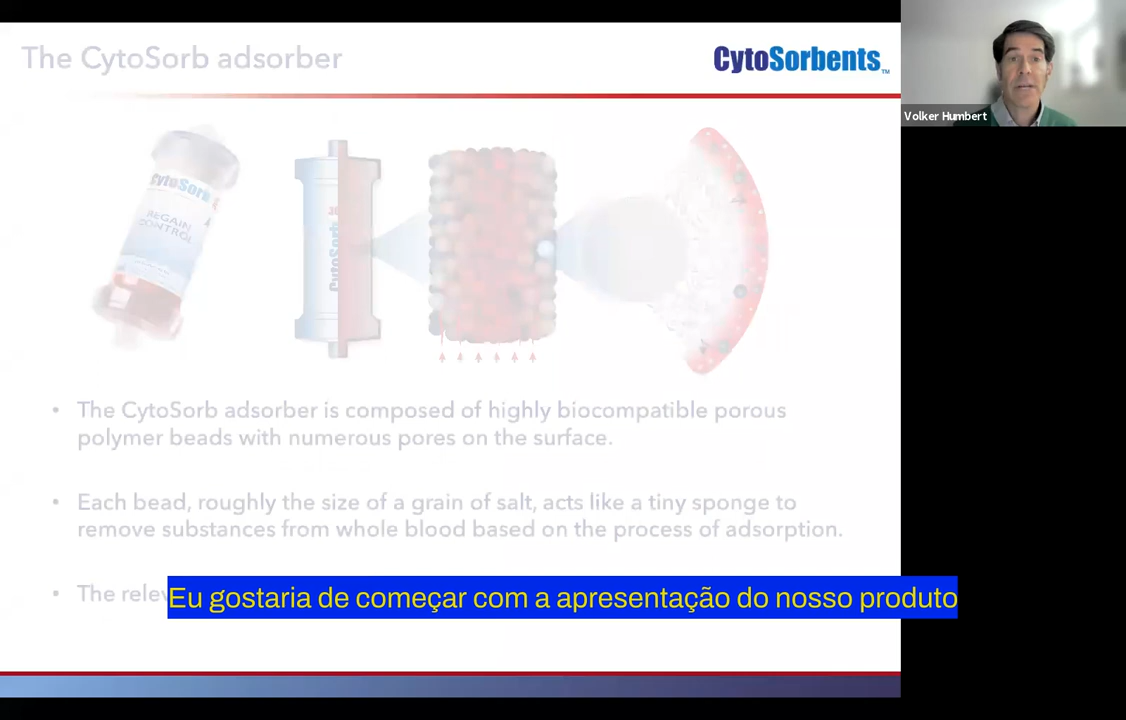 The CytoSorb adsorber
CytoSorbents™
Volker Humbert
CytoSorb
REGAIN
CONTROL
CytoSorb
• The CytoSorb adsorber is composed of highly biocompatible porous
polymer beads with numerous pores on the surface.
• Each bead, roughly the size of a grain of salt, acts like a tiny sponge to
remove substances from whole blood based on the process of adsorption.
• The
Eu gostaria de começar com a apresentação do nosso produto